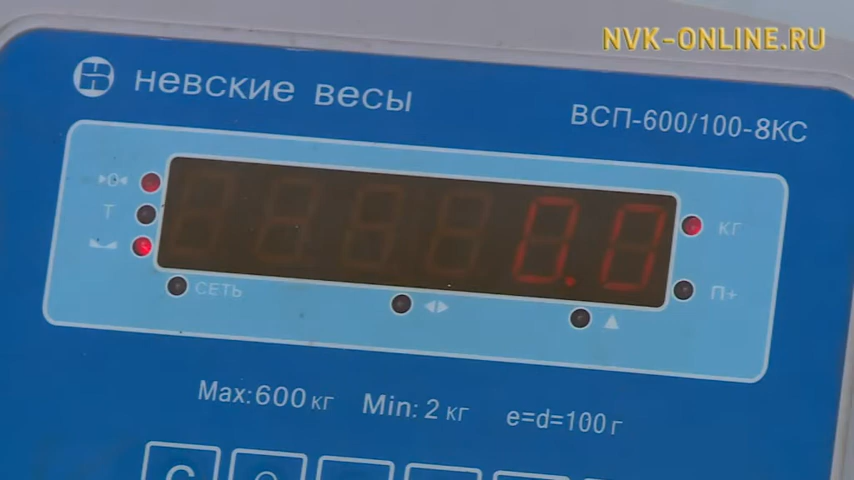 NVK-ONLINE.RU
невские весы
ВСП-600/100-8КС
0
Т
0.0
КГ
СЕТЬ
П+
Max:600 кг Min: 2 кг e=d=100 г
С